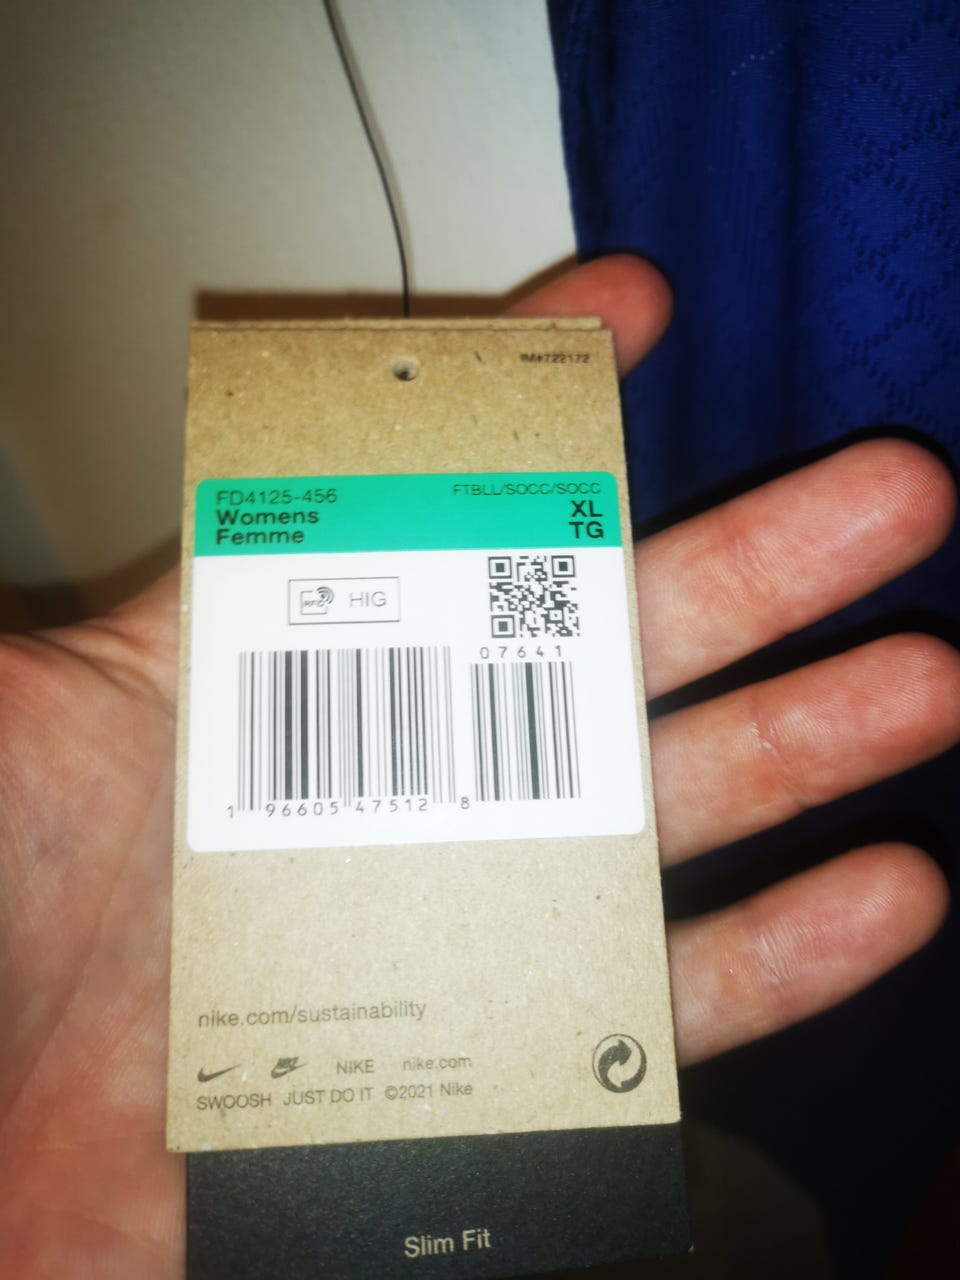 IM#722172
FD4125-456
FTBLL/SOCC/SOCC
Womens
XL
Femme
TG
RFID
HIG
07641
1 96605 47512 8
nike.com/sustainability
NIKE nike.com
SWOOSH JUST DO IT ©2021 Nike
Slim Fit